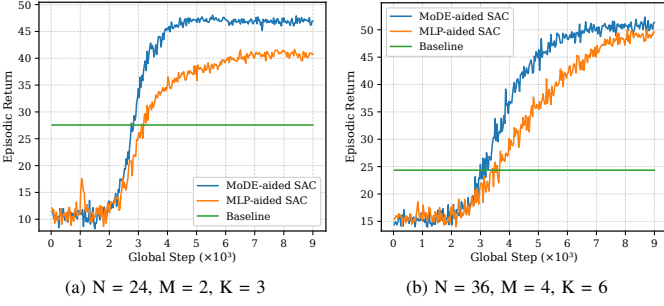 50
45
40
35
30
25
20
15
10
Episodic Return
0 1 2 3 4 5 6 7 8 9
Global Step (×10³)
MoDE-aided SAC
MLP-aided SAC
Baseline
(a) N = 24, M = 2, K = 3
50
45
40
35
30
25
20
15
Episodic Return
0 1 2 3 4 5 6 7 8 9
Global Step (×10³)
MoDE-aided SAC
MLP-aided SAC
Baseline
(b) N = 36, M = 4, K = 6